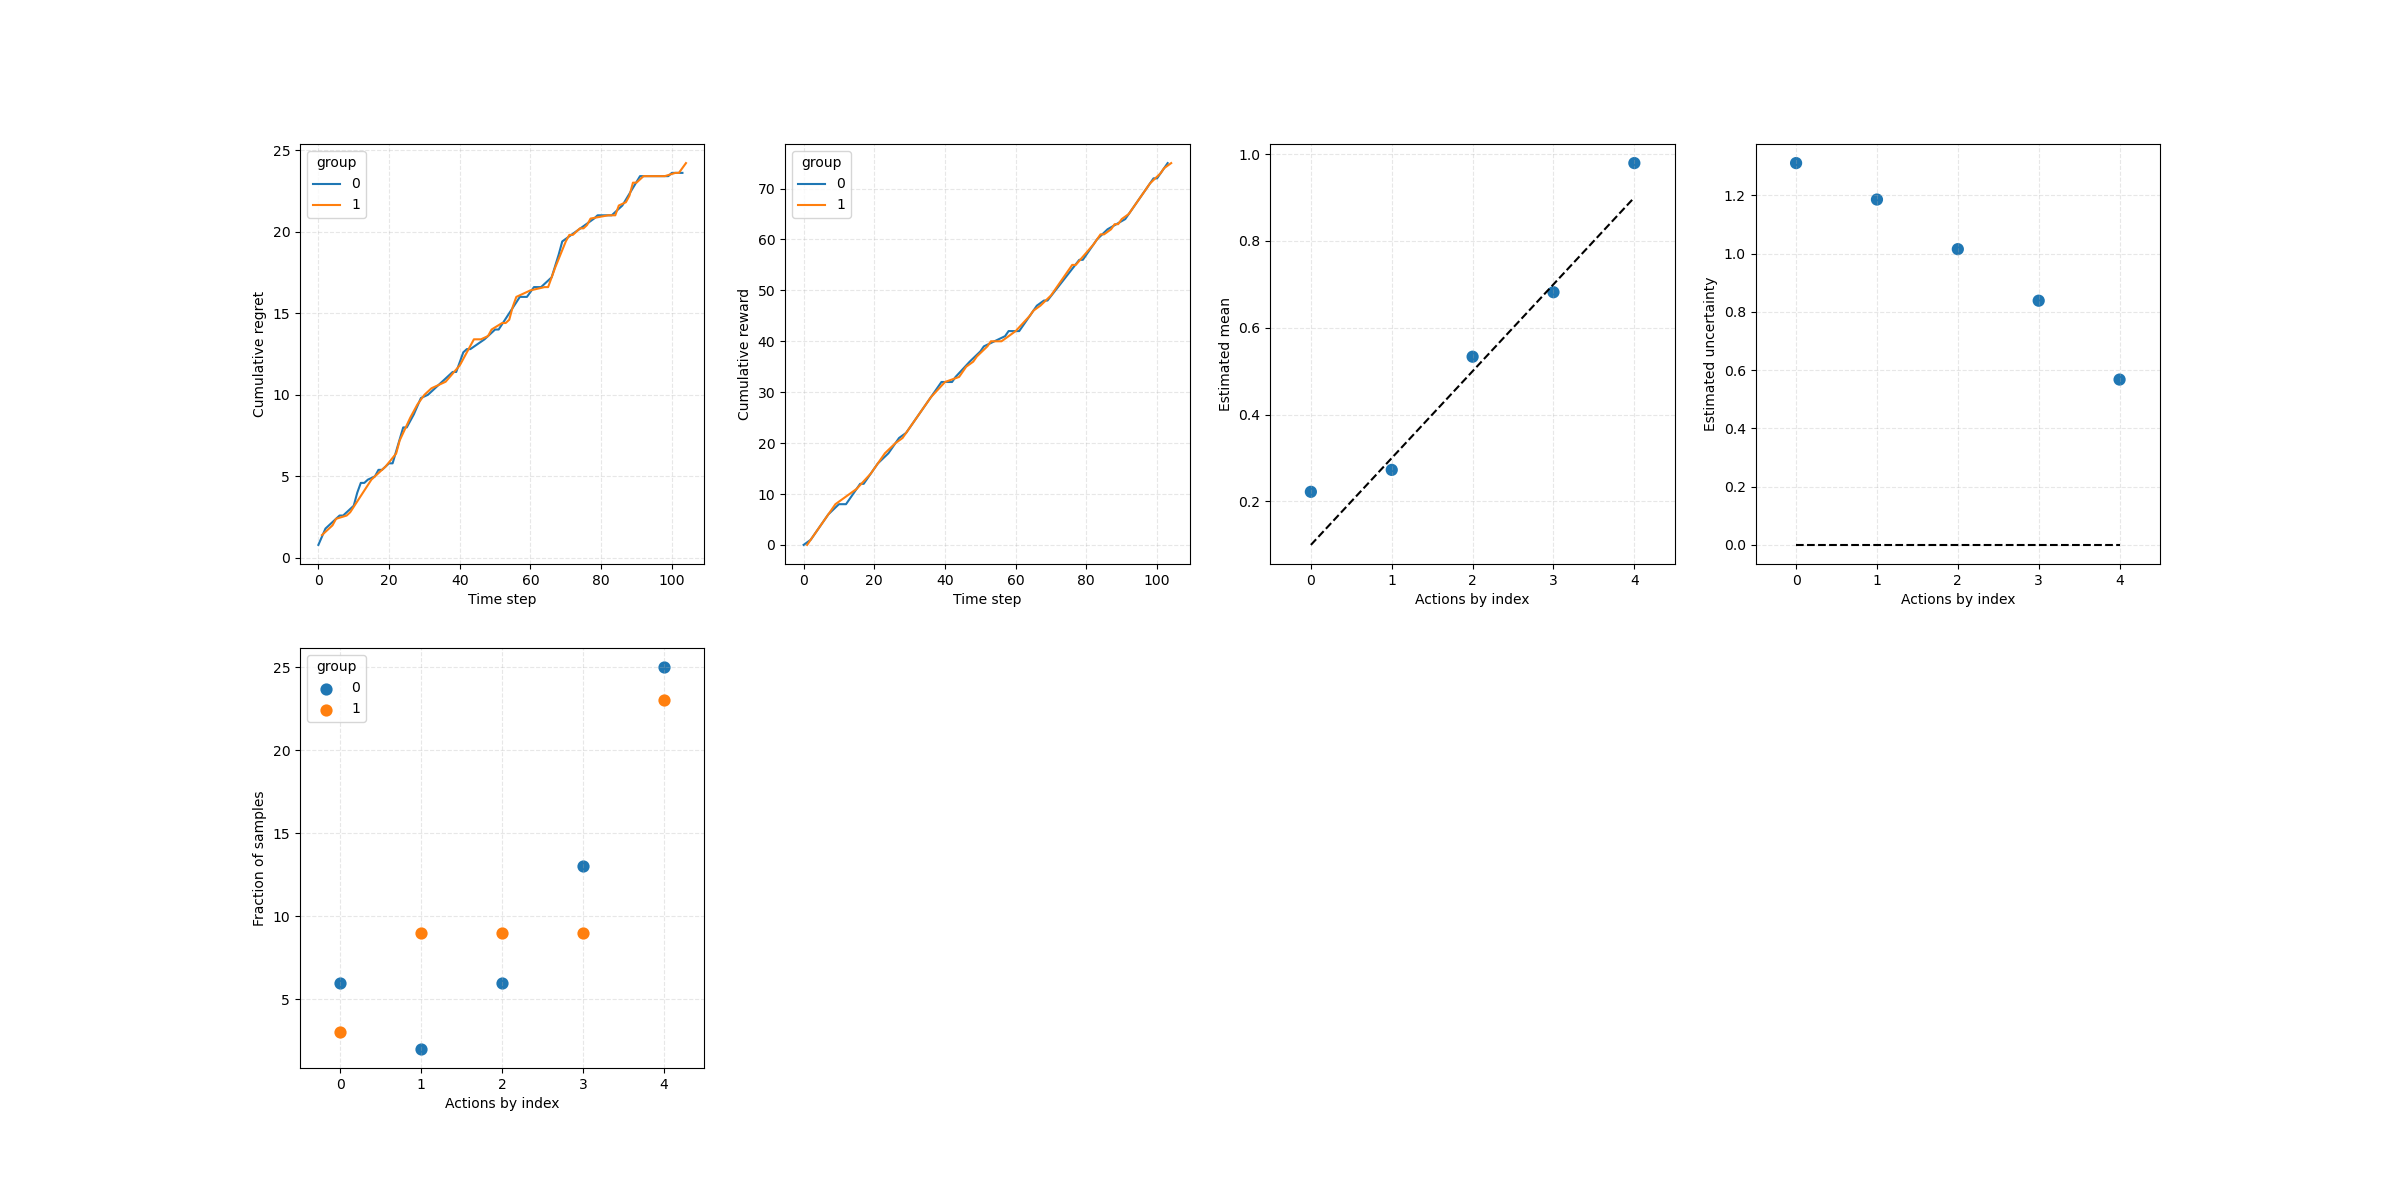 group
0
1
25
20
15
10
5
0
Cumulative regret
0 20 40 60 80 100
Time step
group
0
1
70
60
50
40
30
20
10
0
Cumulative reward
0 20 40 60 80 100
Time step
1.0
0.8
0.6
0.4
0.2
Estimated mean
0 1 2 3 4
Actions by index
1.2
1.0
0.8
0.6
0.4
0.2
0.0
Estimated uncertainty
0 1 2 3 4
Actions by index
group
0
1
25
20
15
10
5
Fraction of samples
0 1 2 3 4
Actions by index